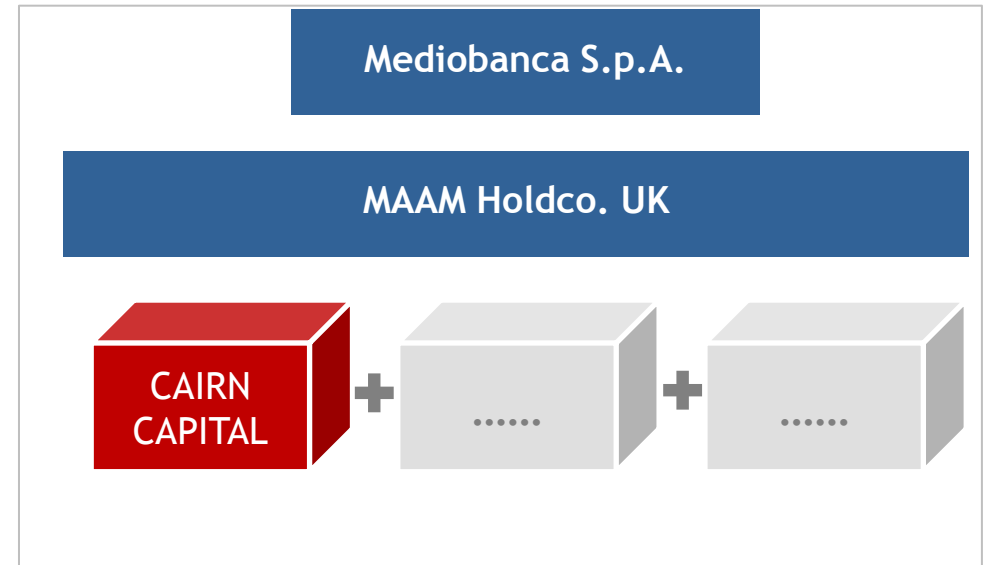 Mediobanca S.p.A.
MAAM Holdco. UK
CAIRN
CAPITAL
......
......